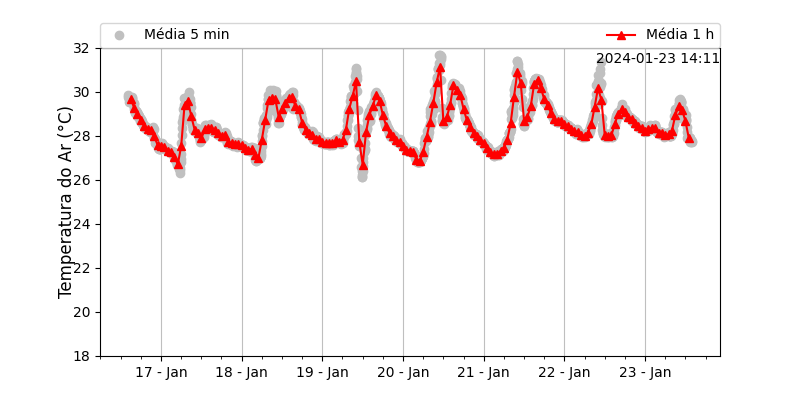 Média 5 min
Média 1 h
2024-01-23 14:11
Temperatura do Ar (°C)
32
30
28
26
24
22
20
18
17 - Jan
18 - Jan
19 - Jan
20 - Jan
21 - Jan
22 - Jan
23 - Jan